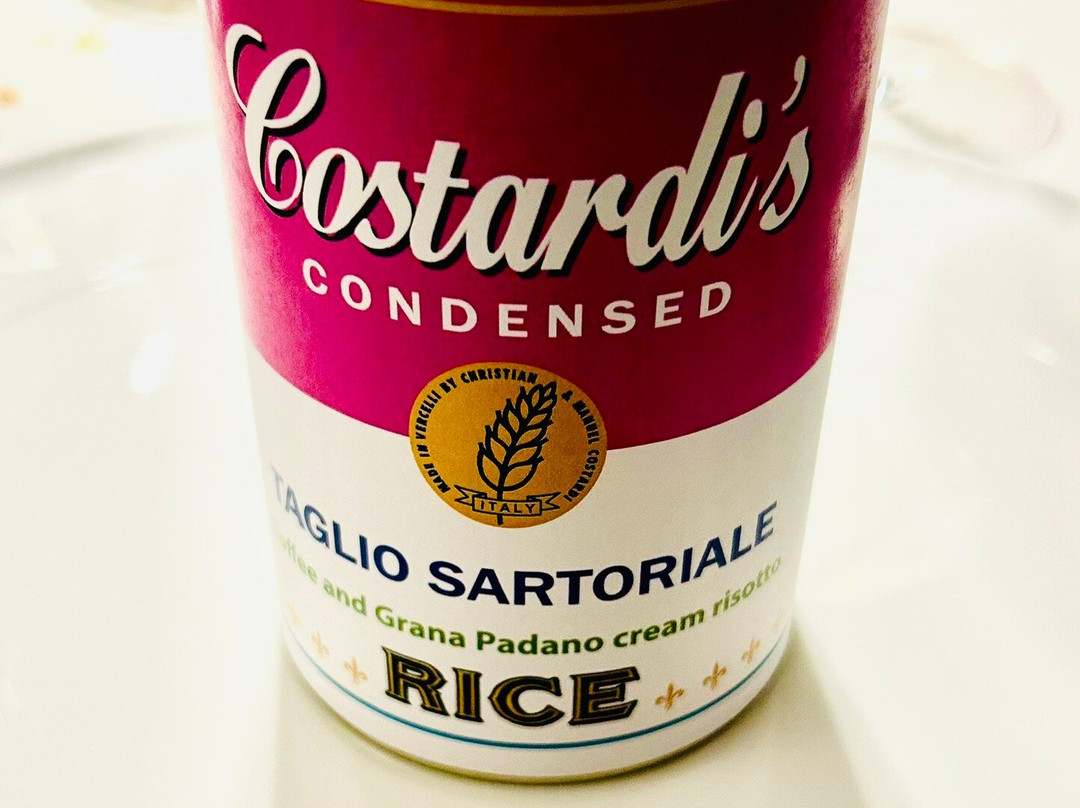 Costardi's
CONDENSED
MADE IN VERCELLI BY CHRISTIAN & MANUEL COSTARDI
ITALY
TAGLIO SARTORIALE
and Grana Padano cream risotto
RICE